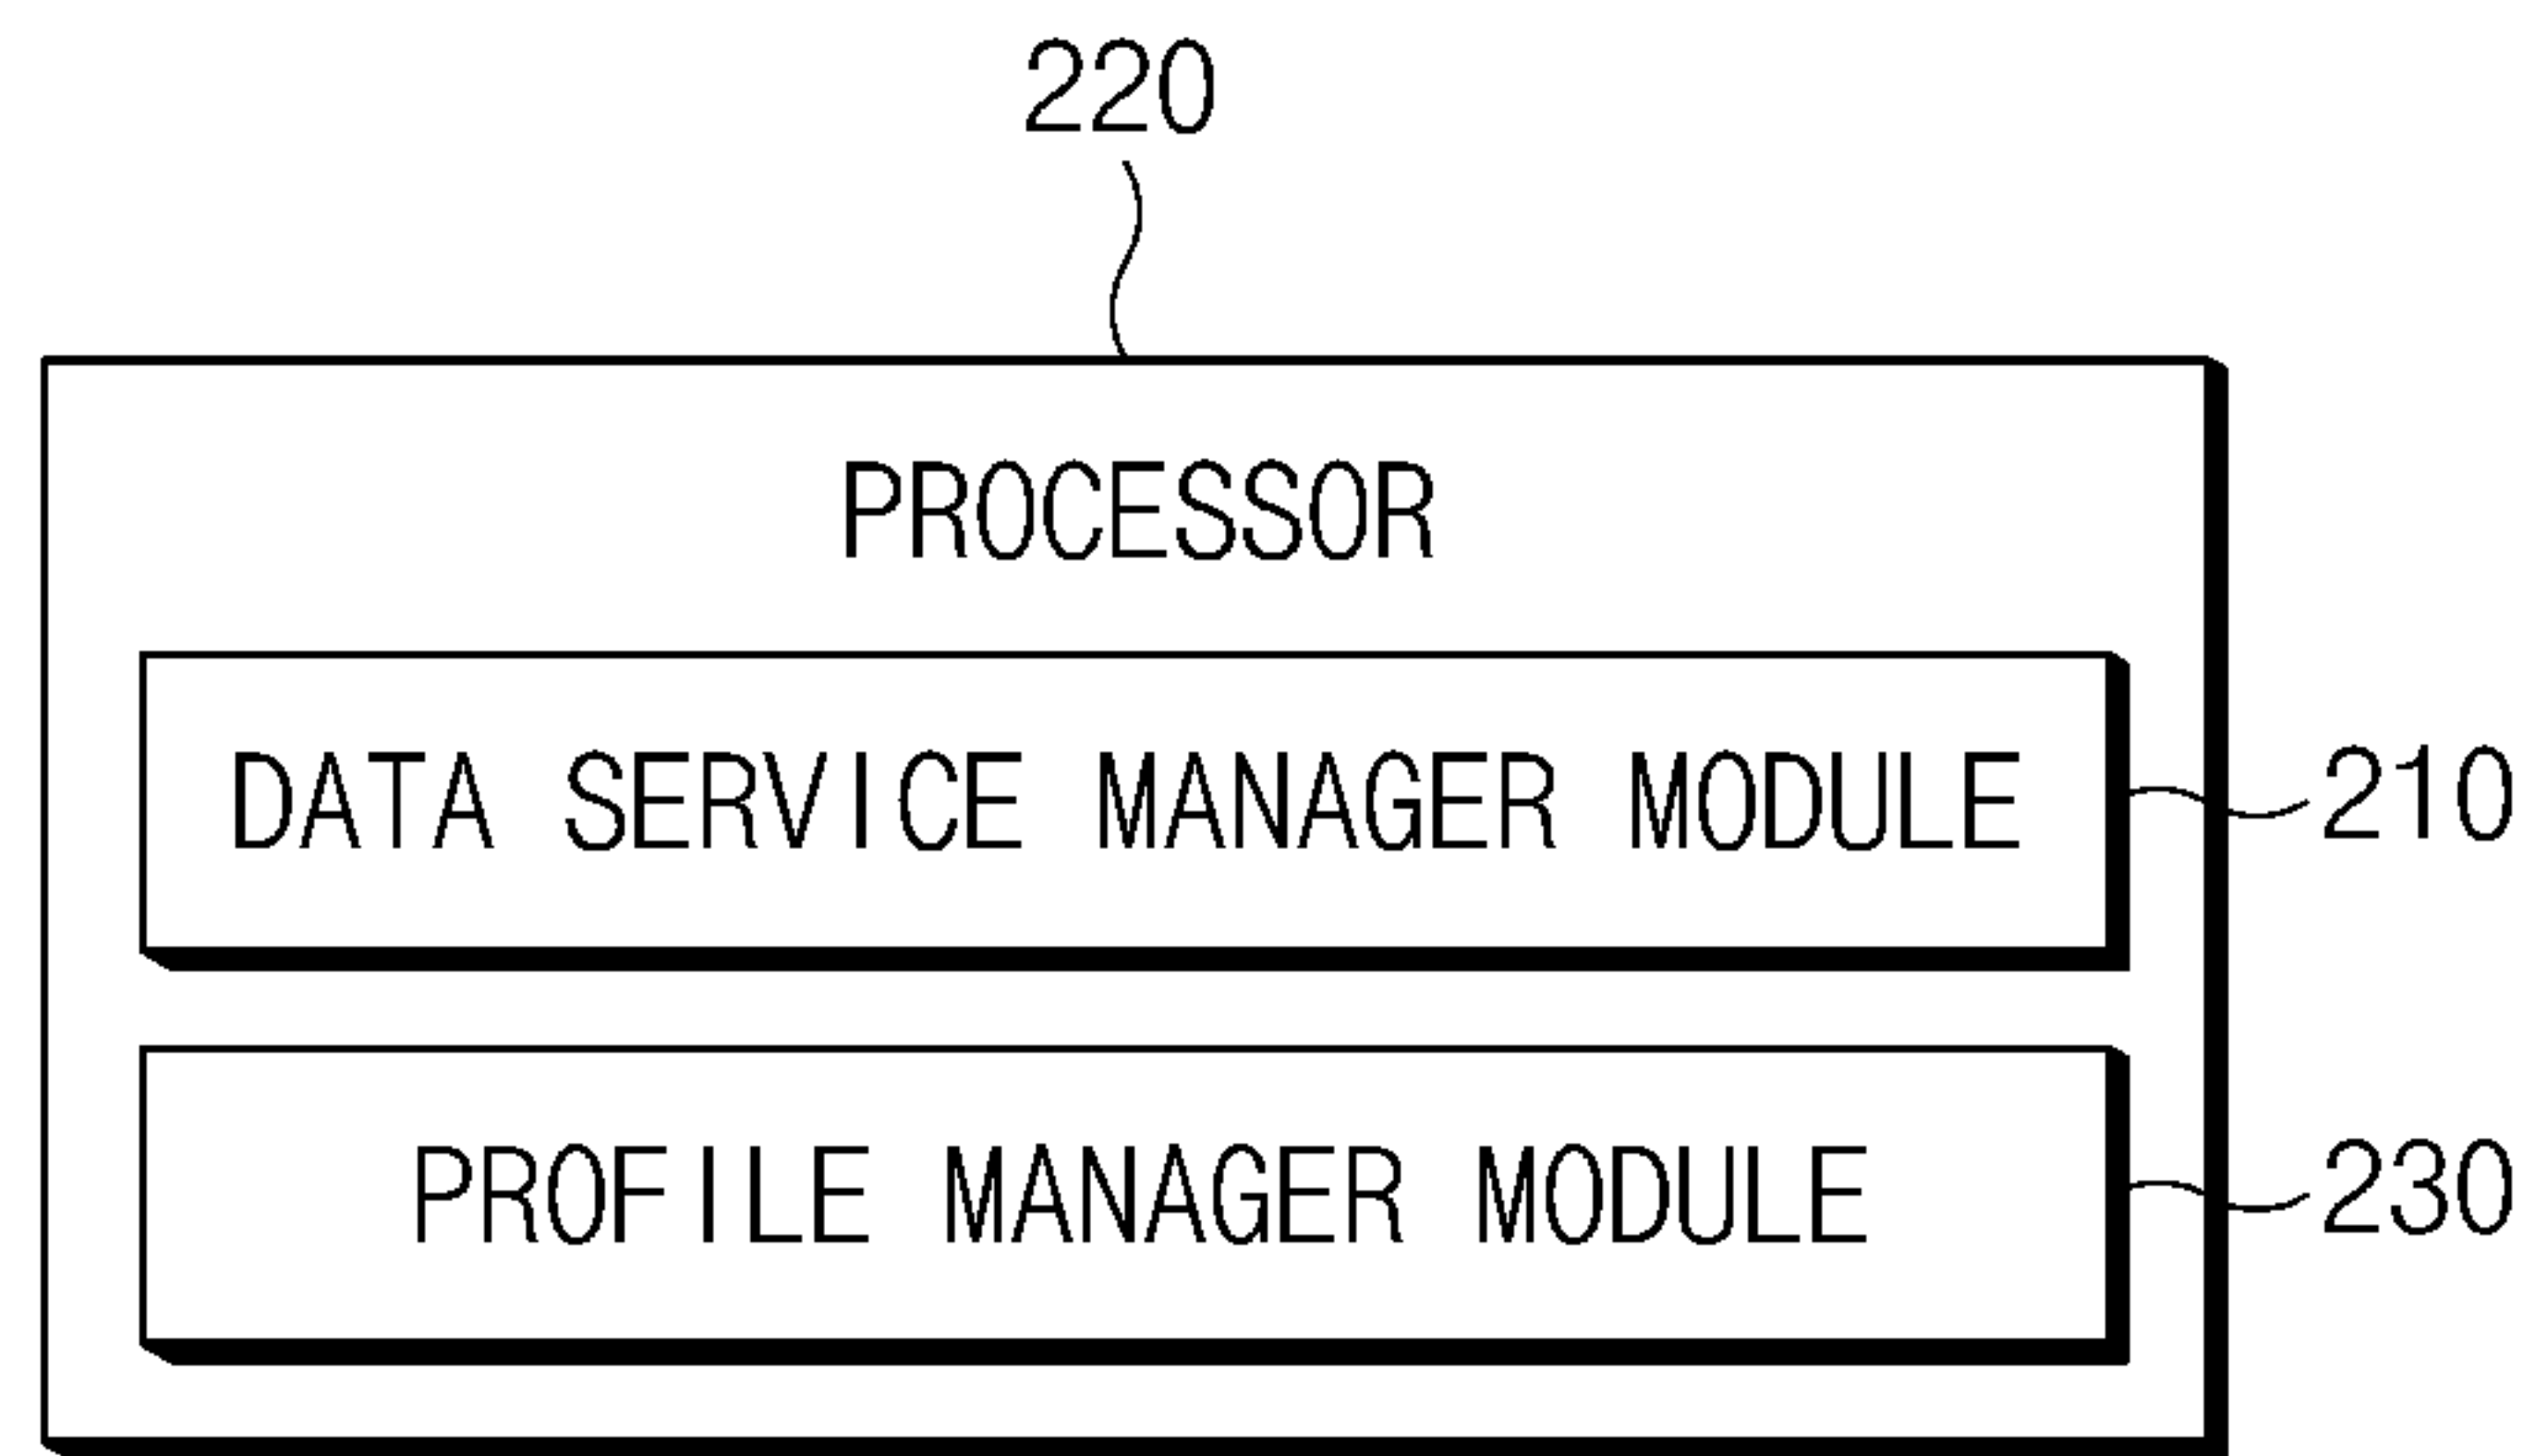 220
PROCESSOR
DATA SERVICE MANAGER MODULE
210
PROFILE MANAGER MODULE
230